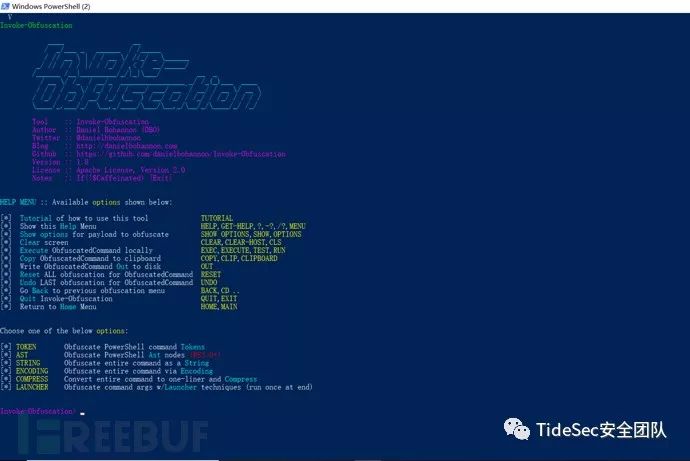 Windows PowerShell (2)
V
Invoke-Obfuscation
Invoke-
Obfuscation
Tool :: Invoke-Obfuscation
Author :: Daniel Bohannon (DBO)
Twitter :: @danielhbohannon
Blog :: http://danielbohannon.com
Github :: https://github.com/danielbohannon/Invoke-Obfuscation
Version :: 1.8
License :: Apache License, Version 2.0
Notes :: If(!$Caffeinated) {Exit}
HELP MENU :: Available options shown below:
[*] Tutorial of how to use this tool TUTORIAL
[*] Show this Help Menu HELP,GET-HELP,?,-?,/?,MENU
[*] Show options for payload to obfuscate SHOW OPTIONS,SHOW,OPTIONS
[*] Clear screen CLEAR,CLEAR-HOST,CLS
[*] Execute ObfuscatedCommand locally EXEC,EXECUTE,TEST,RUN
[*] Copy ObfuscatedCommand to clipboard COPY,CLIP,CLIPBOARD
[*] Write ObfuscatedCommand Out to disk OUT
[*] Reset ALL obfuscation for ObfuscatedCommand RESET
[*] Undo LAST obfuscation for ObfuscatedCommand UNDO
[*] Go Back to previous obfuscation menu BACK,CD ..
[*] Quit Invoke-Obfuscation QUIT,EXIT
[*] Return to Home Menu HOME,MAIN
Choose one of the below options:
[*] TOKEN Obfuscate PowerShell command Tokens
[*] AST Obfuscate PowerShell Ast nodes (PS3.0+)
[*] STRING Obfuscate entire command as a String
[*] ENCODING Obfuscate entire command via Encoding
[*] COMPRESS Convert entire command to one-liner and Compress
[*] LAUNCHER Obfuscate command args w/Launcher techniques (run once at end)
Invoke-Obfuscation>
FREEBUF
TideSec安全团队